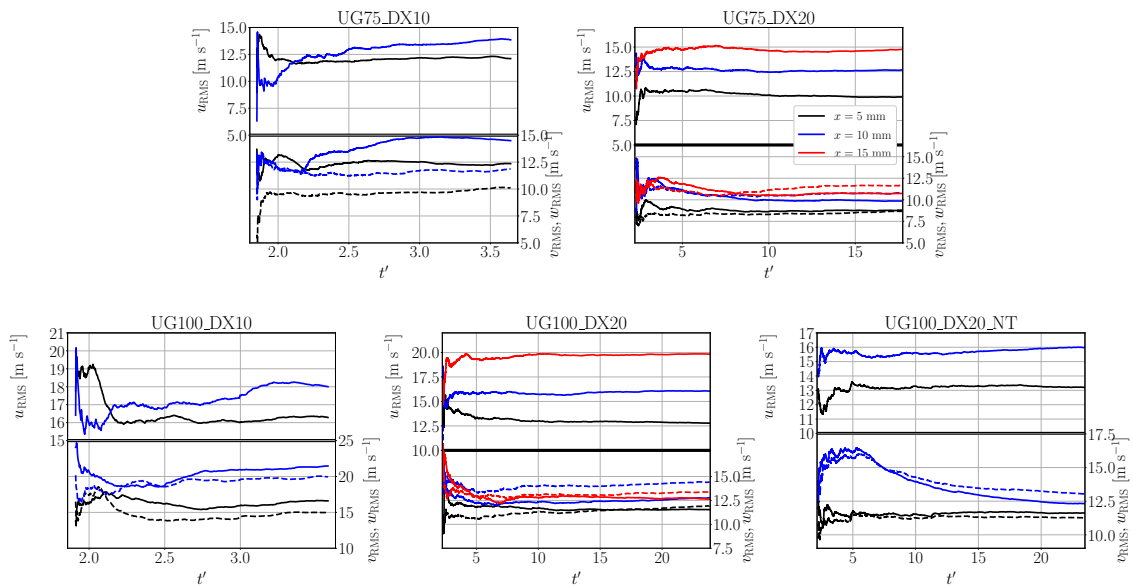 UG75_DX10
15.0
12.5
10.0
7.5
5.0
u_RMS [m s⁻¹]
15.0
12.5
10.0
7.5
5.0
v_RMS, w_RMS [m s⁻¹]
2.0 2.5 3.0 3.5
t′
UG75_DX20
15.0
12.5
10.0
7.5
5.0
u_RMS [m s⁻¹]
x = 5 mm
x = 10 mm
x = 15 mm
15.0
12.5
10.0
7.5
5.0
v_RMS, w_RMS [m s⁻¹]
5 10 15
t′
UG100_DX10
21
20
19
18
17
16
15
u_RMS [m s⁻¹]
25
20
15
10
v_RMS, w_RMS [m s⁻¹]
2.0 2.5 3.0
t′
UG100_DX20
20.0
17.5
15.0
12.5
10.0
u_RMS [m s⁻¹]
15.0
12.5
10.0
7.5
v_RMS, w_RMS [m s⁻¹]
5 10 15 20
t′
UG100_DX20_NT
17
16
15
14
13
12
11
10
u_RMS [m s⁻¹]
17.5
15.0
12.5
10.0
v_RMS, w_RMS [m s⁻¹]
5 10 15 20
t′